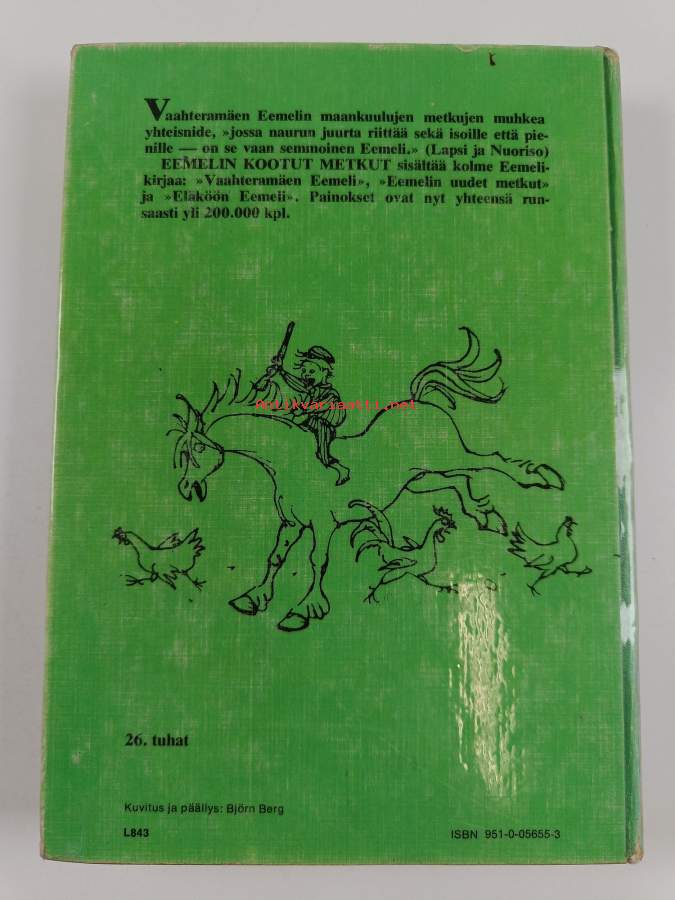 Vaahteramäen Eemelin maankuulujen metkujen muhkea
yhteisnide, »jossa naurun juurta riittää sekä isoille että pie-
nille — on se vaan semmoinen Eemeli.» (Lapsi ja Nuoriso)
EEMELIN KOOTUT METKUT sisältää kolme Eemeli-
kirjaa: »Vaahteramäen Eemeli», »Eemelin uudet metkut»
ja »Eläköön Eemeli». Painokset ovat nyt yhteensä run-
saasti yli 200.000 kpl.
Antikvariaatti.net
26. tuhat
Kuvitus ja päällys: Björn Berg
L843
ISBN 951-0-05655-3